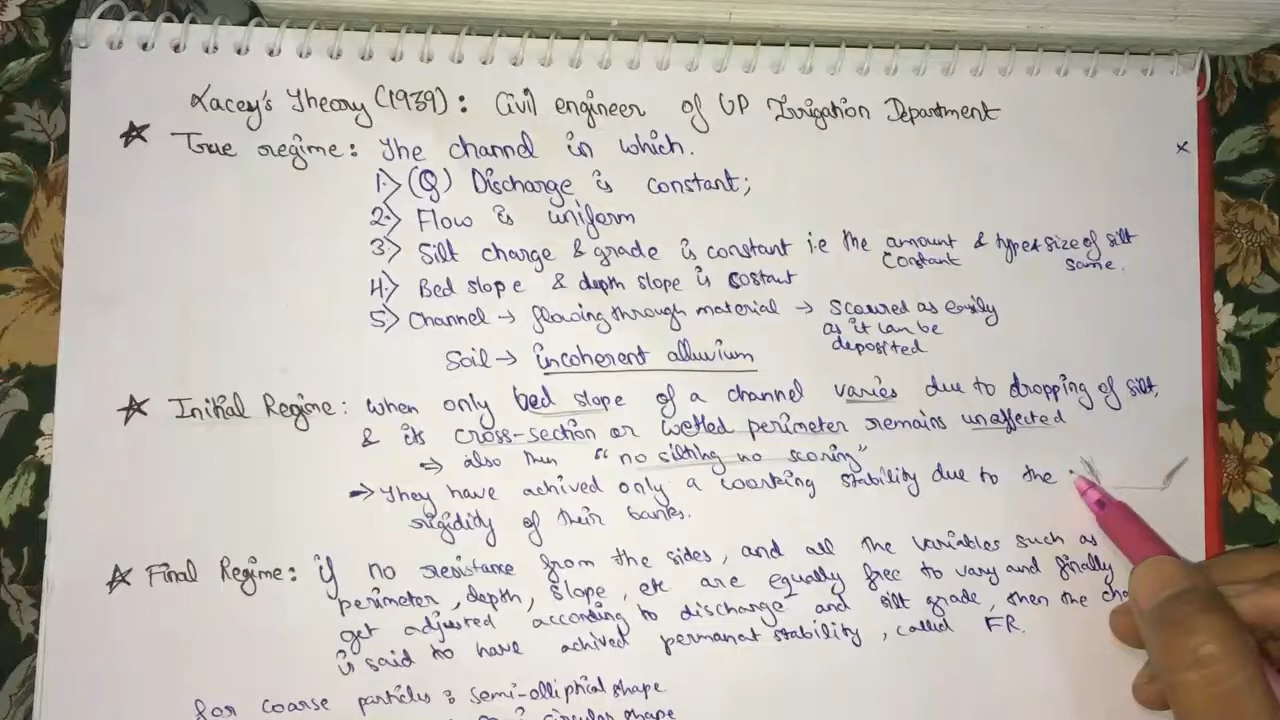 Lacey's Theory (1939): Civil engineer of UP Irrigation Department
True regime: The channel in which.
1.> (Q) Discharge is constant;
2.> Flow is uniform
3.> Silt charge & grade is constant i.e the amount & type & size of silt
constant same.
4.> Bed slope & depth slope is costant
5.> Channel → flowing through material → scoured as easily
as it can be
deposited
Soil → incoherent alluvium
Initial Regime: when only bed slope of a channel varies due to dropping of silt,
& its cross-section or wetted perimeter remains unaffected
⇒ also then "no silting no scoring"
→ They have achived only a working stability due to the
rigidity of their banks.
Final Regime: if no resistance from the sides, and all the variables such as
perimeter, depth, slope, etc are equally free to vary and finally
get adjusted according to discharge and silt grade, then the
is said to have achived permanat stability, called FR.
for coarse particles: semi-elliptical shape
circular shape